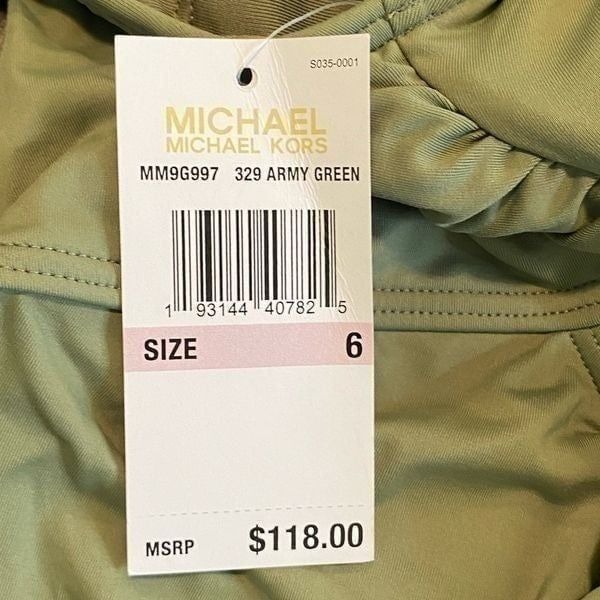 S035-0001
MICHAEL
MICHAEL KORS
MM9G997 329 ARMY GREEN
1 93144 40782 5
SIZE 6
MSRP $118.00